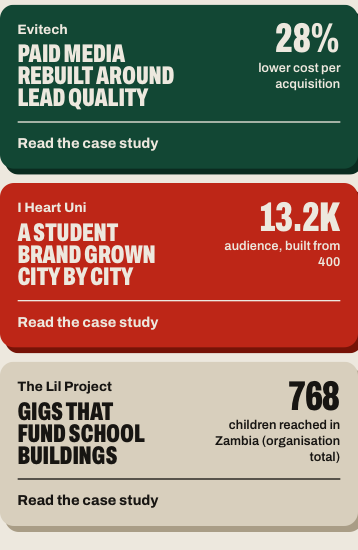 Evitech
PAID MEDIA
REBUILT AROUND
LEAD QUALITY
28%
lower cost per
acquisition
Read the case study
I Heart Uni
A STUDENT
BRAND GROWN
CITY BY CITY
13.2K
audience, built from
400
Read the case study
The Lil Project
GIGS THAT
FUND SCHOOL
BUILDINGS
768
children reached in
Zambia (organisation
total)
Read the case study